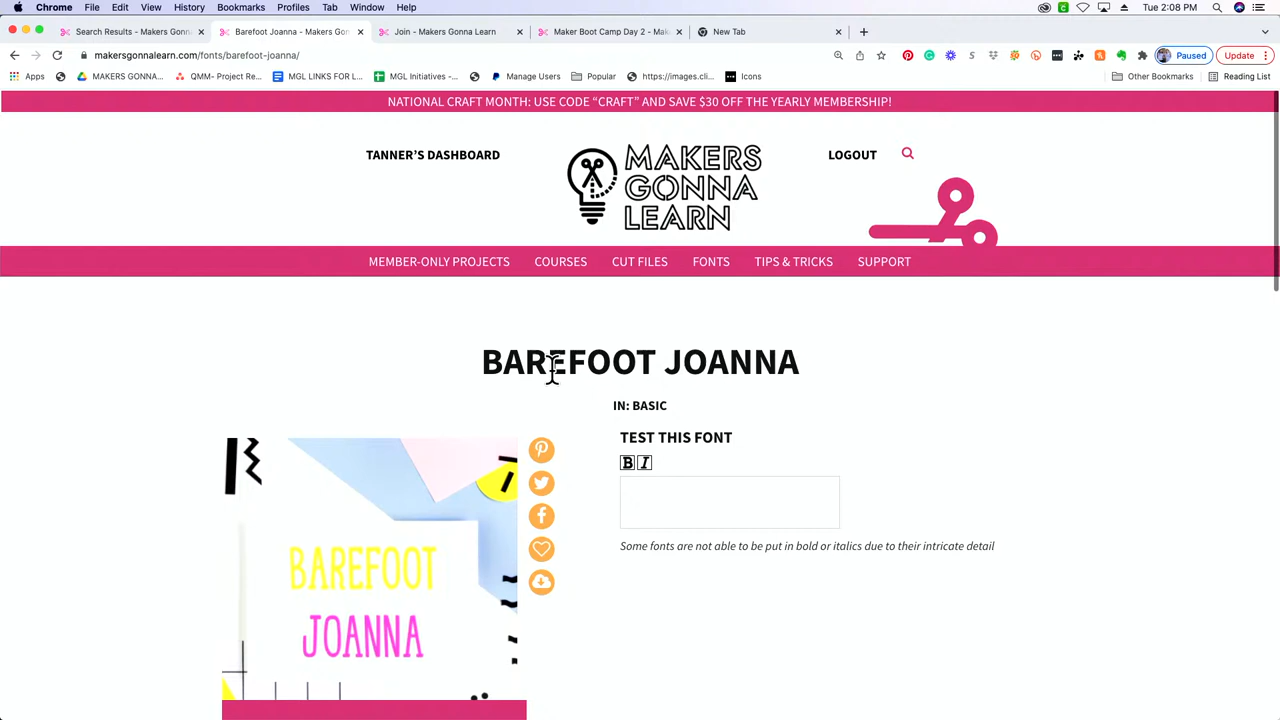 Chrome File Edit View History Bookmarks Profiles Tab Window Help Tue 2:08 PM
Search Results - Makers Gonna Barefoot Joanna - Makers Gon Join - Makers Gonna Learn Maker Boot Camp Day 2 - Mak New Tab
makersgonnalearn.com/fonts/barefoot-joanna/ Paused Update
Apps MAKERS GONNA... QMM- Project Re... MGL LINKS FOR L... MGL Initiatives -... Manage Users Popular https://images.cli... Icons Other Bookmarks Reading List
NATIONAL CRAFT MONTH: USE CODE “CRAFT” AND SAVE $30 OFF THE YEARLY MEMBERSHIP!
TANNER’S DASHBOARD
MAKERS
GONNA
LEARN
LOGOUT
MEMBER-ONLY PROJECTS COURSES CUT FILES FONTS TIPS & TRICKS SUPPORT
BAREFOOT JOANNA
IN: BASIC
TEST THIS FONT
B I
Some fonts are not able to be put in bold or italics due to their intricate detail
BAREFOOT
JOANNA